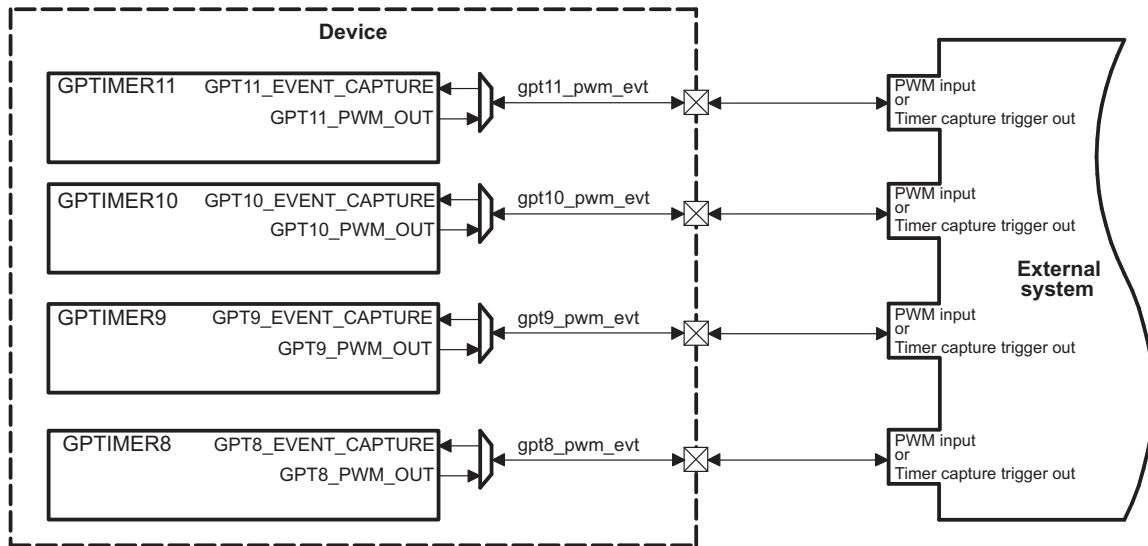 Device
GPTIMER11
GPT11_EVENT_CAPTURE
GPT11_PWM_OUT
gpt11_pwm_evt
PWM input
or
Timer capture trigger out
GPTIMER10
GPT10_EVENT_CAPTURE
GPT10_PWM_OUT
gpt10_pwm_evt
PWM input
or
Timer capture trigger out
External
system
GPTIMER9
GPT9_EVENT_CAPTURE
GPT9_PWM_OUT
gpt9_pwm_evt
PWM input
or
Timer capture trigger out
GPTIMER8
GPT8_EVENT_CAPTURE
GPT8_PWM_OUT
gpt8_pwm_evt
PWM input
or
Timer capture trigger out